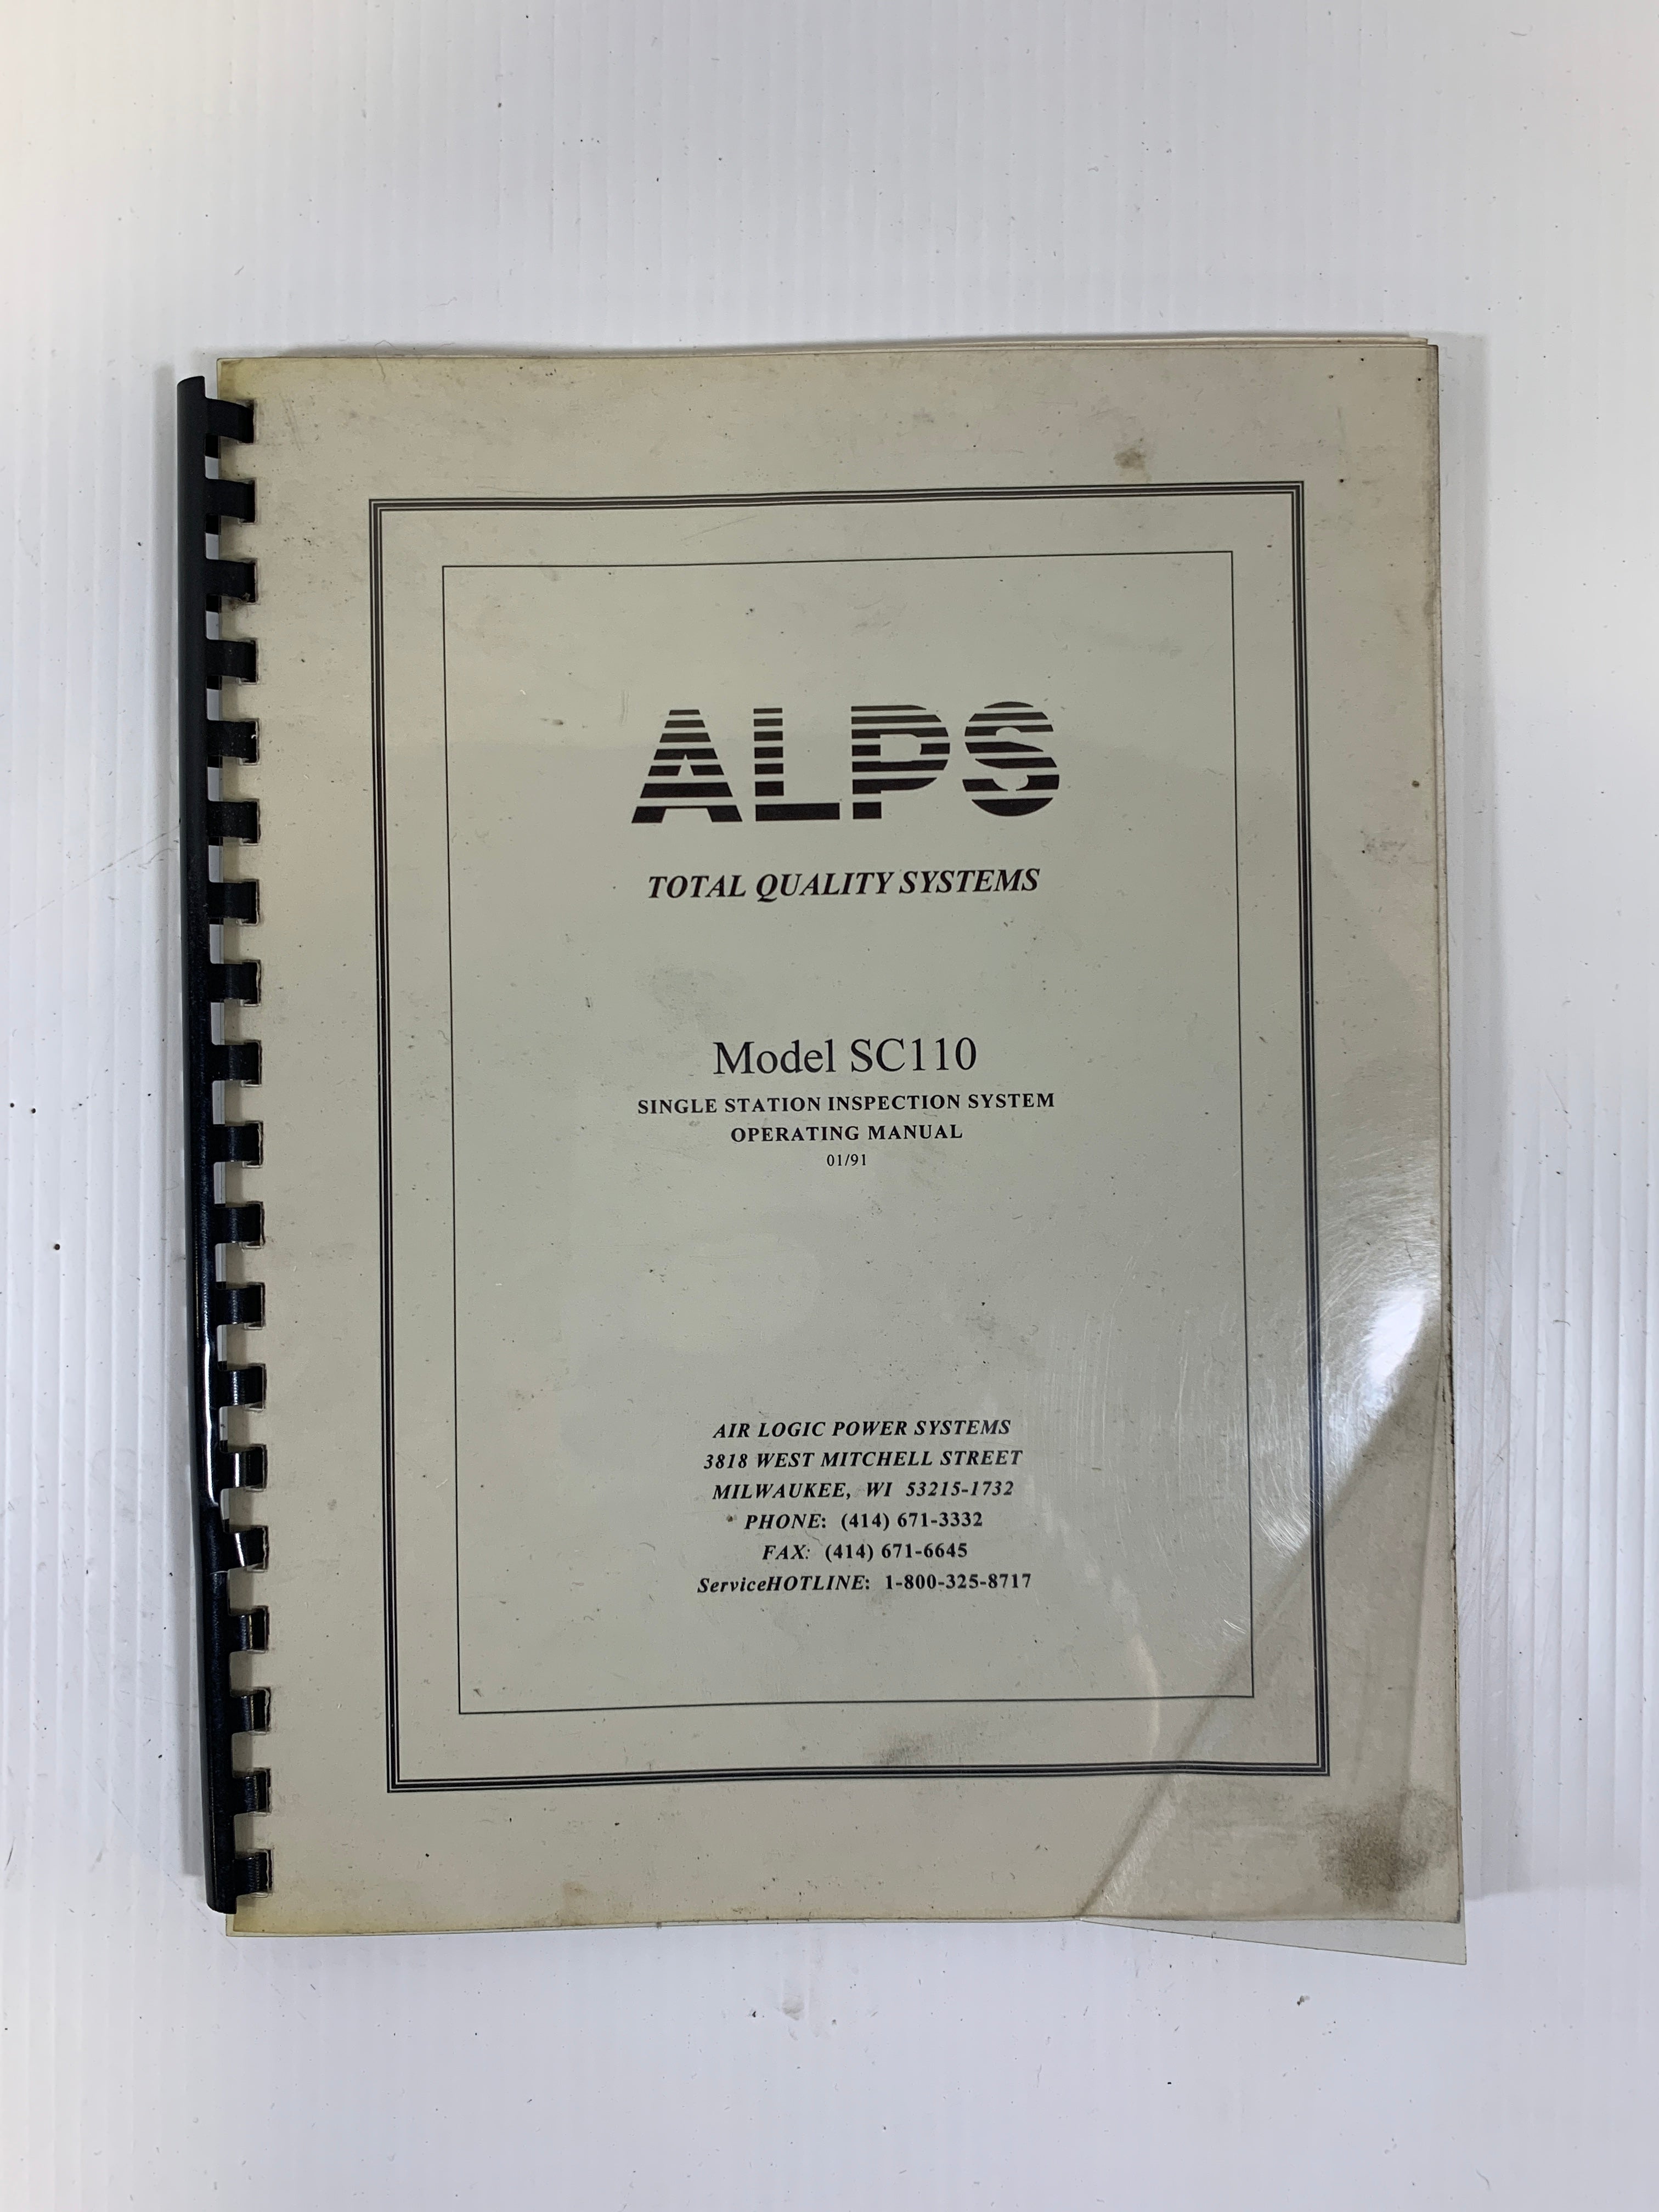 ALPS
TOTAL QUALITY SYSTEMS
Model SC110
SINGLE STATION INSPECTION SYSTEM
OPERATING MANUAL
01/91
AIR LOGIC POWER SYSTEMS
3818 WEST MITCHELL STREET
MILWAUKEE, WI 53215-1732
PHONE: (414) 671-3332
FAX: (414) 671-6645
ServiceHOTLINE: 1-800-325-8717